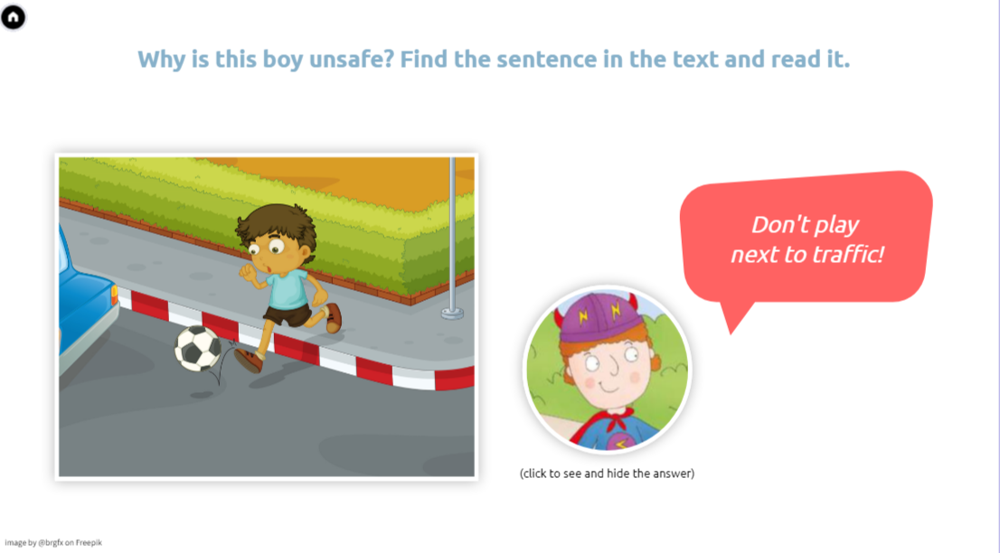 Why is this boy unsafe? Find the sentence in the text and read it.
Don't play
next to traffic!
(click to see and hide the answer)
image by @brgfx on Freepik